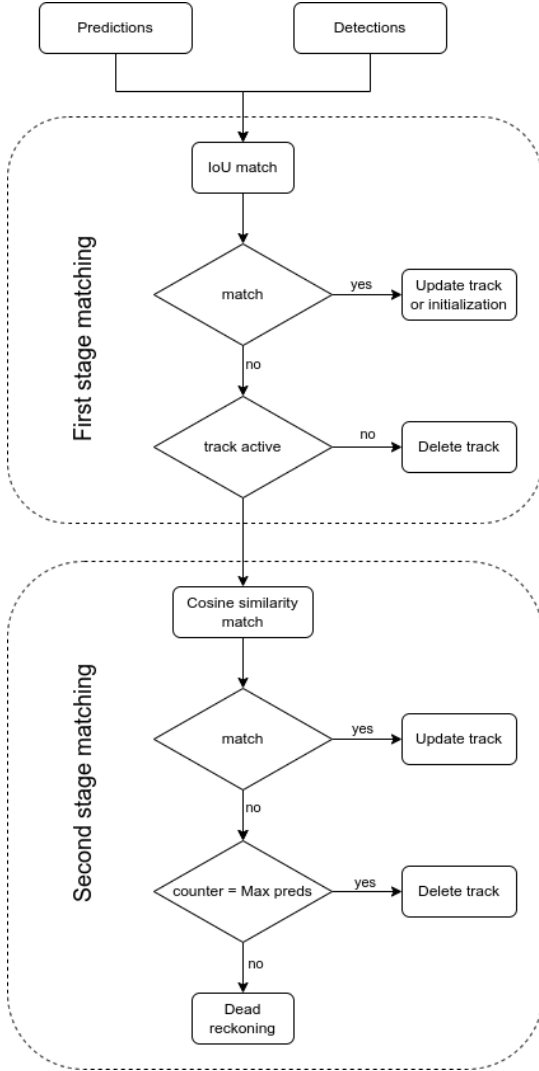 Predictions
Detections
First stage matching
IoU match
match
yes
Update track
or initialization
no
track active
no
Delete track
Second stage matching
Cosine similarity
match
match
yes
Update track
no
counter = Max preds
yes
Delete track
no
Dead
reckoning